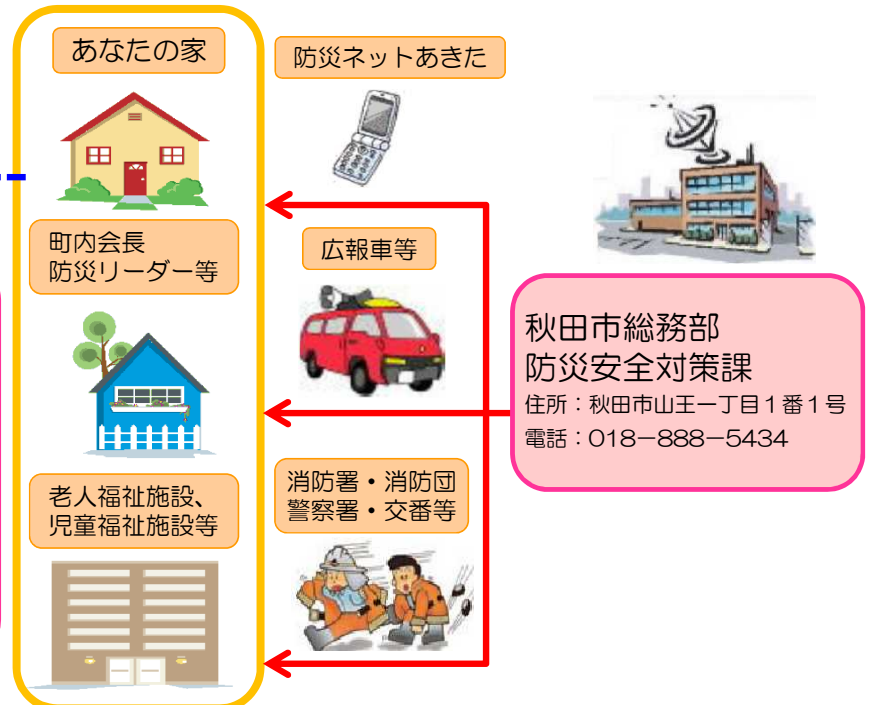 あなたの家
町内会長
防災リーダー等
老人福祉施設、
児童福祉施設等
防災ネットあきた
広報車等
消防署・消防団
警察署・交番等
秋田市総務部
防災安全対策課
住所：秋田市山王一丁目１番１号
電話：０１８－８８８－５４３４